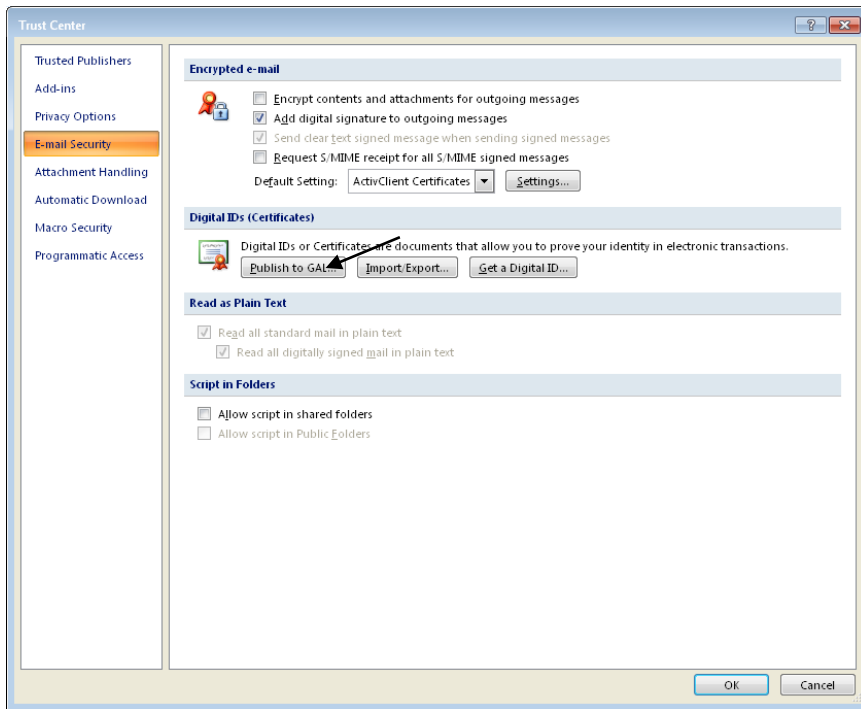 Trust Center
Trusted Publishers
Add-ins
Privacy Options
E-mail Security
Attachment Handling
Automatic Download
Macro Security
Programmatic Access
Encrypted e-mail
Encrypt contents and attachments for outgoing messages
Add digital signature to outgoing messages
Send clear text signed message when sending signed messages
Request S/MIME receipt for all S/MIME signed messages
Default Setting: ActivClient Certificates Settings...
Digital IDs (Certificates)
Digital IDs or Certificates are documents that allow you to prove your identity in electronic transactions.
Publish to GAL... Import/Export... Get a Digital ID...
Read as Plain Text
Read all standard mail in plain text
Read all digitally signed mail in plain text
Script in Folders
Allow script in shared folders
Allow script in Public Folders
OK Cancel